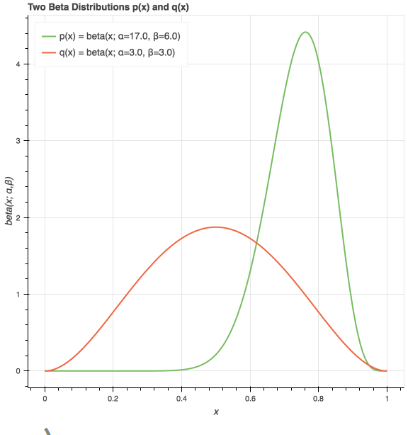 Two Beta Distributions p(x) and q(x)
p(x) = beta(x; α=17.0, β=6.0)
q(x) = beta(x; α=3.0, β=3.0)
4
3
2
1
0
beta(x; α,β)
0 0.2 0.4 0.6 0.8 1
x